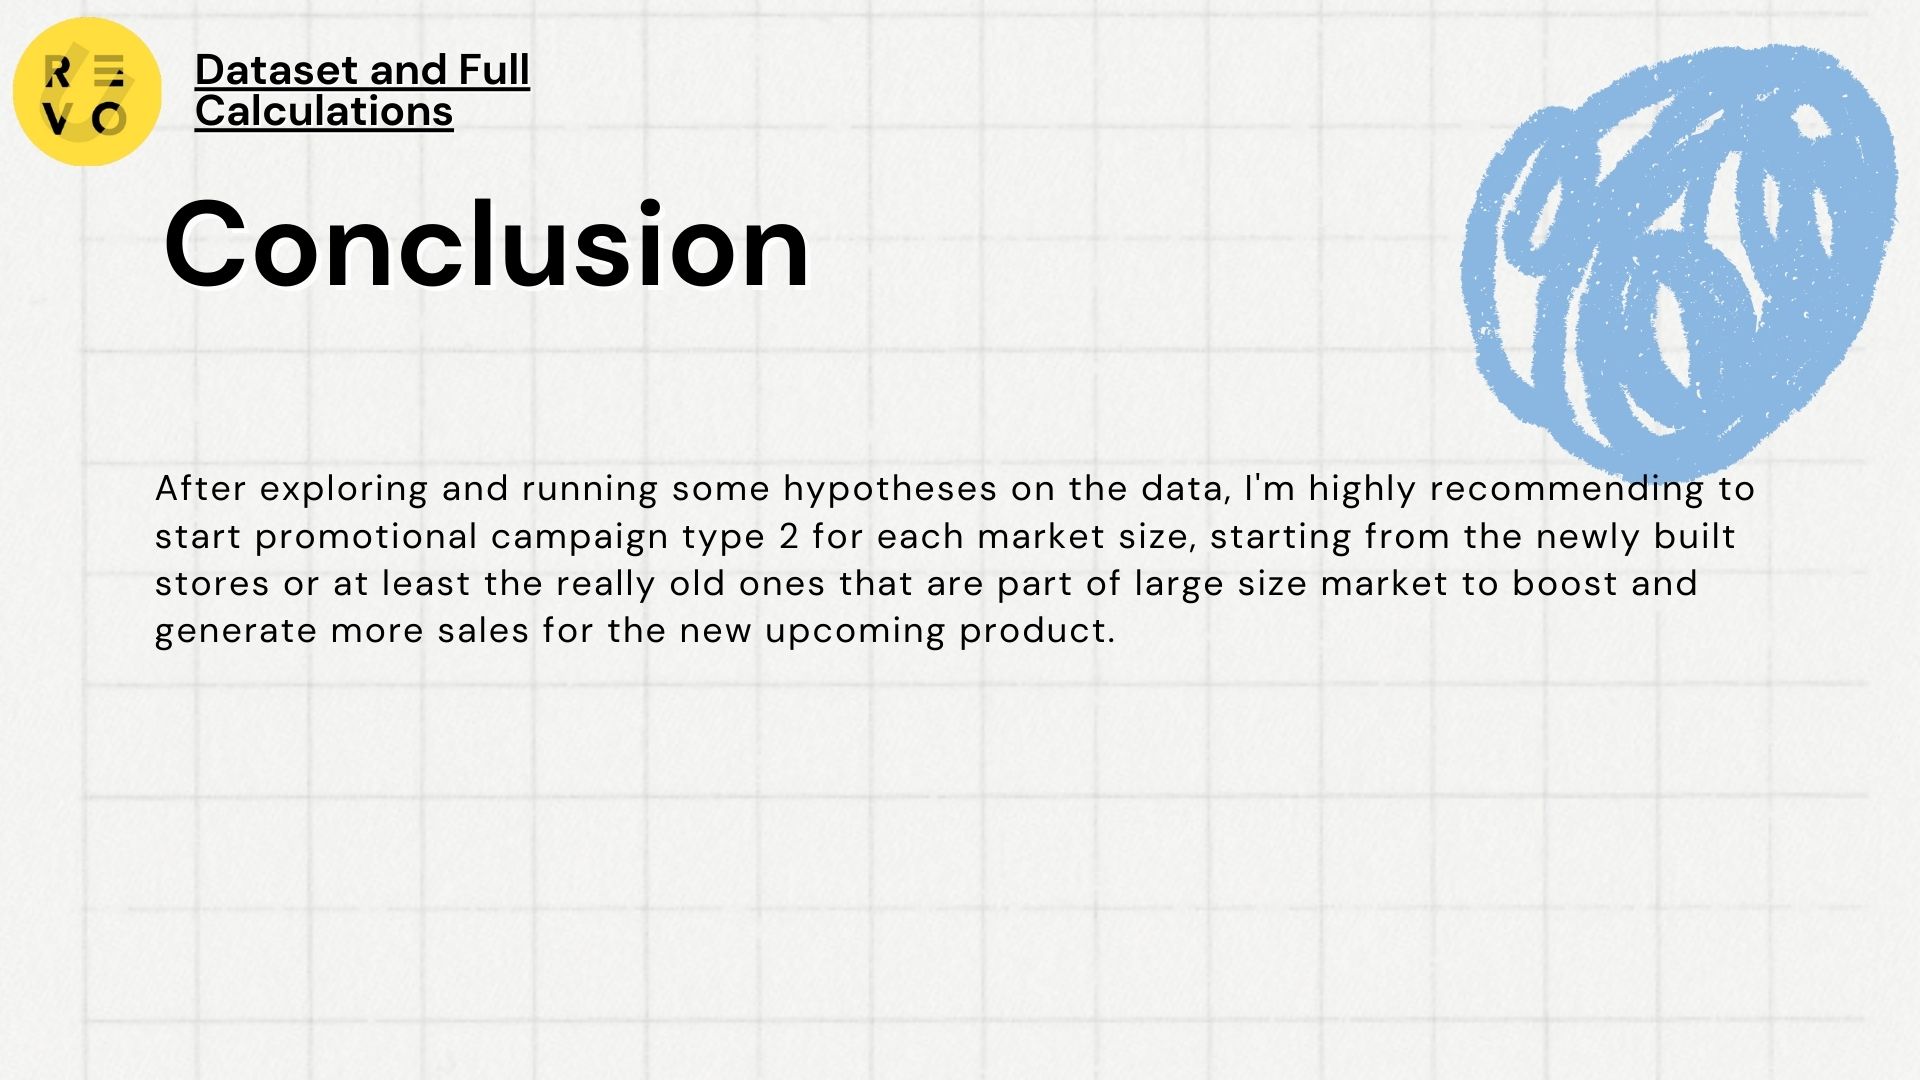 R E
V O
Dataset and Full
Calculations
Conclusion
After exploring and running some hypotheses on the data, I'm highly recommending to
start promotional campaign type 2 for each market size, starting from the newly built
stores or at least the really old ones that are part of large size market to boost and
generate more sales for the new upcoming product.